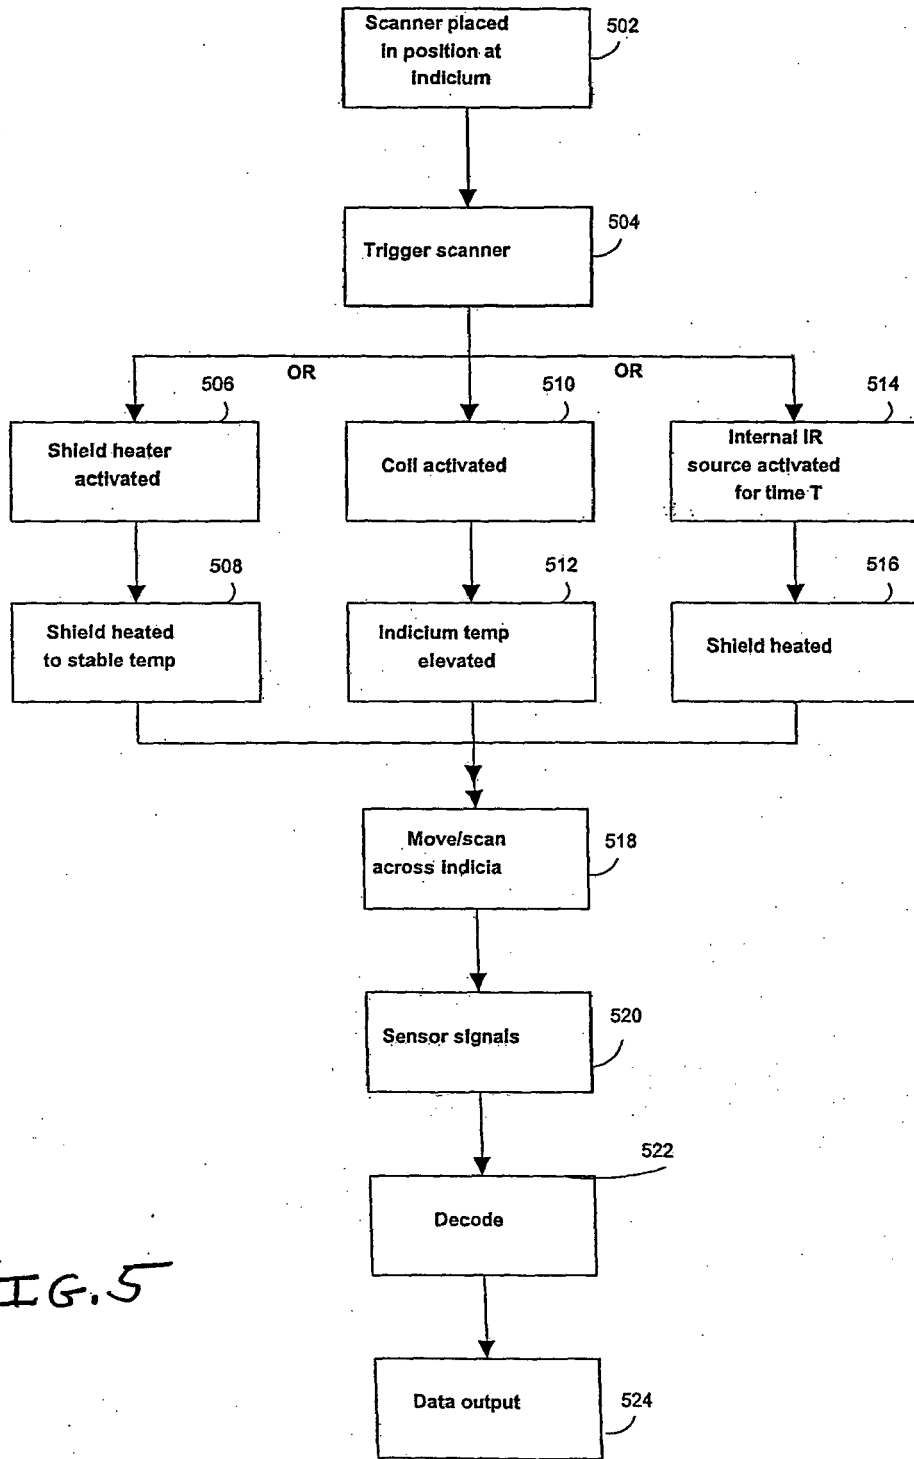 Scanner placed
in position at
indicium
502
Trigger scanner
504
OR
OR
506
510
514
Shield heater
activated
Coil activated
Internal IR
source activated
for time T
508
512
516
Shield heated
to stable temp
Indicium temp
elevated
Shield heated
Move/scan
across indicia
518
Sensor signals
520
522
Decode
IG. 5
Data output
524